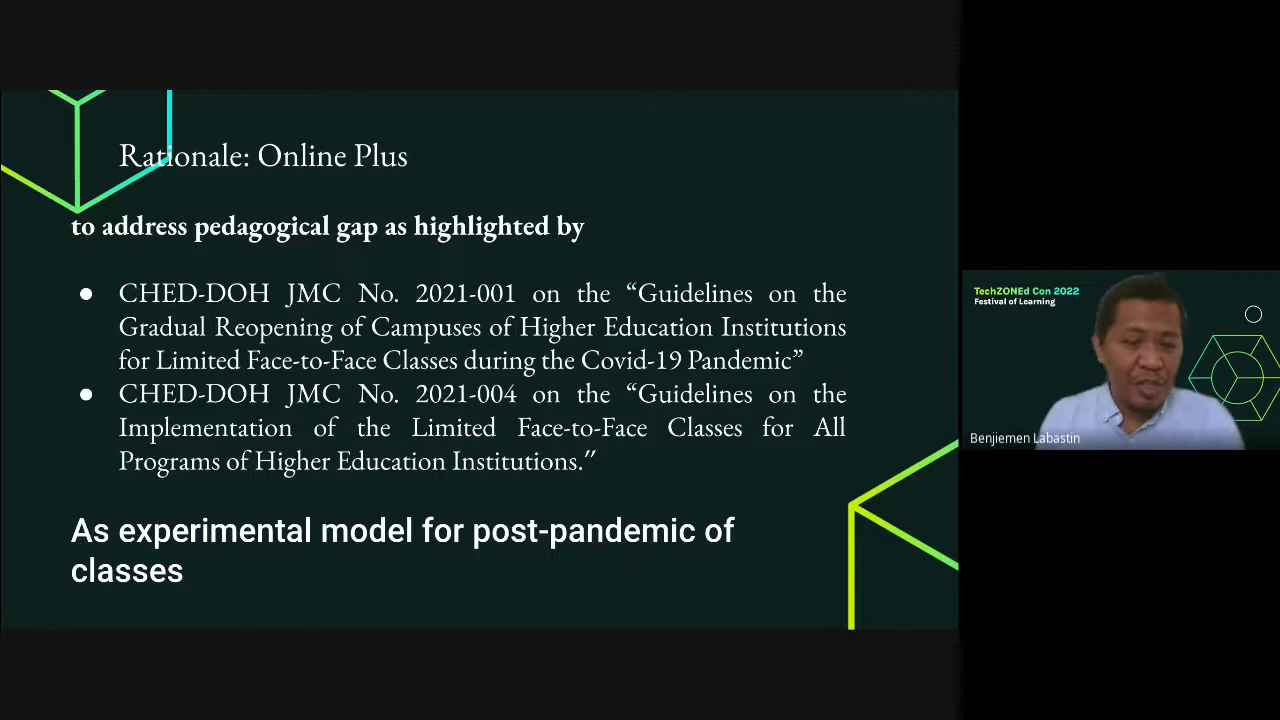 Rationale: Online Plus
to address pedagogical gap as highlighted by
● CHED-DOH JMC No. 2021-001 on the “Guidelines on the
Gradual Reopening of Campuses of Higher Education Institutions
for Limited Face-to-Face Classes during the Covid-19 Pandemic”
● CHED-DOH JMC No. 2021-004 on the “Guidelines on the
Implementation of the Limited Face-to-Face Classes for All
Programs of Higher Education Institutions.”
As experimental model for post-pandemic of
classes
TechZONEd Con 2022
Festival of Learning
Benjiemen Labastin